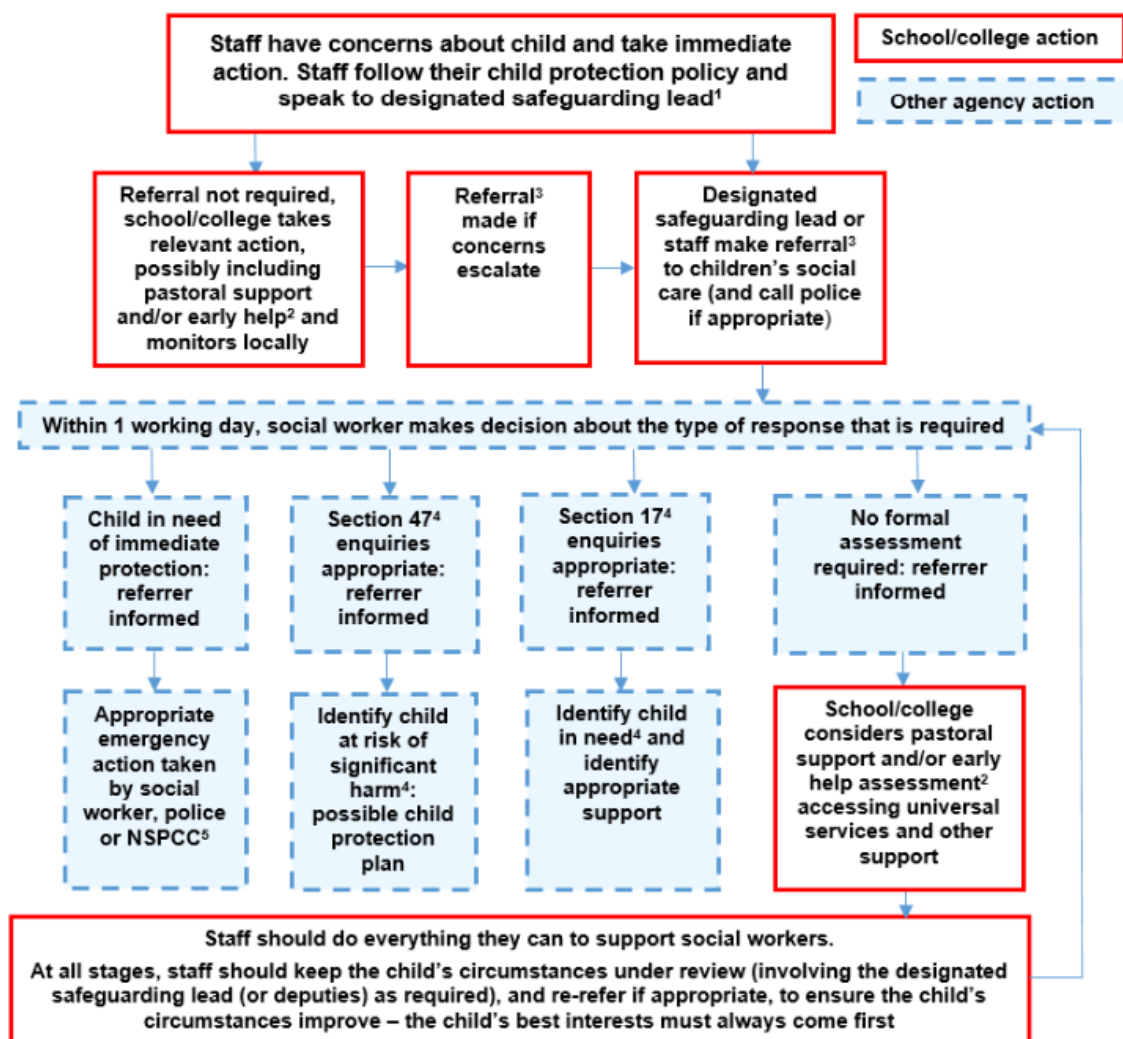 Staff have concerns about child and take immediate
action. Staff follow their child protection policy and
speak to designated safeguarding lead¹
School/college action
Other agency action
Referral not required,
school/college takes
relevant action,
possibly including
pastoral support
and/or early help² and
monitors locally
Referral³
made if
concerns
escalate
Designated
safeguarding lead or
staff make referral³
to children’s social
care (and call police
if appropriate)
Within 1 working day, social worker makes decision about the type of response that is required
Child in need
of immediate
protection:
referrer
informed
Section 47⁴
enquiries
appropriate:
referrer
informed
Section 17⁴
enquiries
appropriate:
referrer
informed
No formal
assessment
required: referrer
informed
Appropriate
emergency
action taken
by social
worker, police
or NSPCC⁵
Identify child
at risk of
significant
harm⁴:
possible child
protection
plan
Identify child
in need⁴ and
identify
appropriate
support
School/college
considers pastoral
support and/or early
help assessment²
accessing universal
services and other
support
Staff should do everything they can to support social workers.
At all stages, staff should keep the child’s circumstances under review (involving the designated
safeguarding lead (or deputies) as required), and re-refer if appropriate, to ensure the child’s
circumstances improve – the child’s best interests must always come first